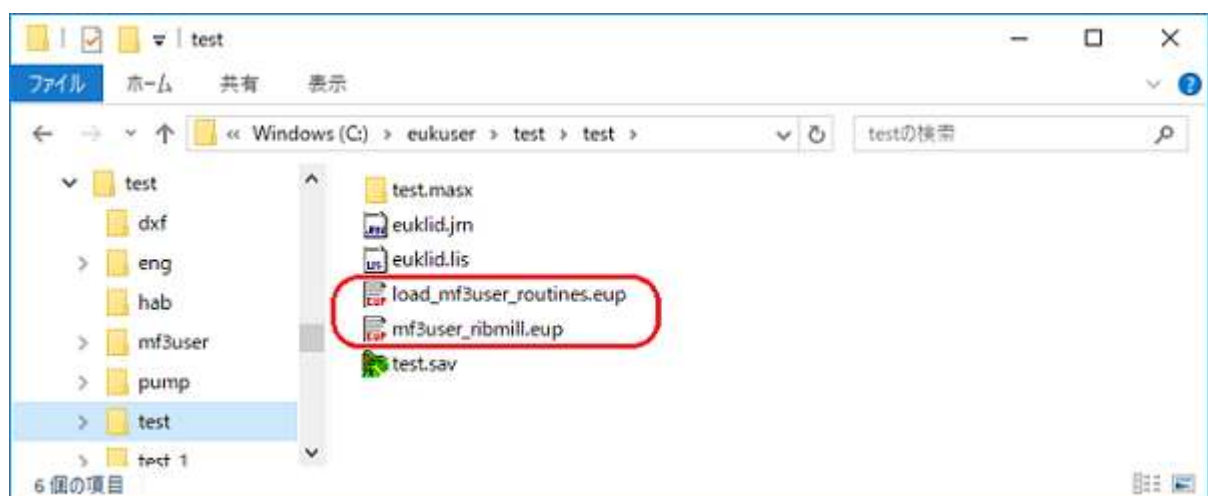 test
ファイル ホーム 共有 表示
« Windows (C:) > eukuser > test > test > testの検索
test
dxf
eng
hab
mf3user
pump
test
test_1
test.masx
euklid.jrn
euklid.lis
load_mf3user_routines.eup
mf3user_ribmill.eup
test.sav
6 個の項目